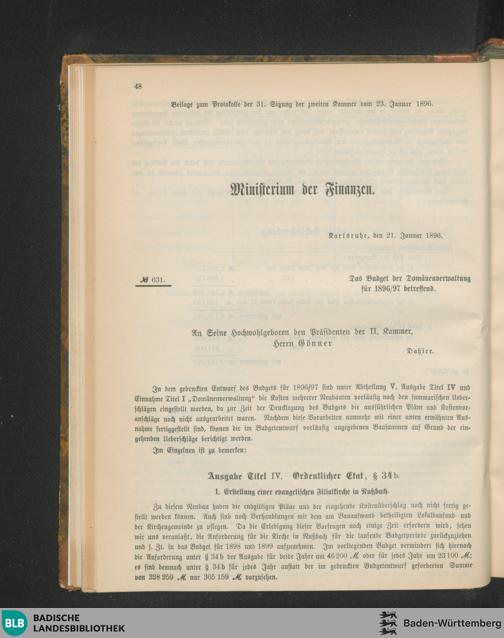 48
Beilage zum Protokolle der 31. Sitzung der zweiten Kammer vom 23. Januar 1896.
Ministerium der Finanzen.
Karlsruhe, den 21. Januar 1896.
№ 631.
Das Budget der Domänenverwaltung
für 1896/97 betreffend.
An Seine Hochwohlgeboren den Präsidenten der II. Kammer,
Herrn Gönner
Dahier.
In dem gedruckten Entwurf des Budgets für 1896/97 sind unter Abtheilung V. Ausgabe Titel IV und
Einnahme Titel I „Domänenverwaltung“ die Kosten mehrerer Neubauten vorläufig nach den summarischen Ueber-
schlägen eingestellt worden, da zur Zeit der Drucklegung des Budgets die ausführlichen Pläne und Kostenvor-
anschläge noch nicht ausgearbeitet waren. Nachdem diese Vorarbeiten nunmehr mit einer unten erwähnten Aus-
nahme fertiggestellt sind, können die im Budgetentwurf vorläufig angegebenen Bausummen auf Grund der ein-
gehenden Ueberschläge berichtigt werden.
Im Einzelnen ist zu bemerken:
Ausgabe Titel IV. Ordentlicher Etat, § 34b.
1. Erstellung einer evangelischen Filialkirche in Nußbach.
Zu diesem Neubau haben die endgiltigen Pläne und der eingehende Kostenüberschlag noch nicht fertig ge-
stellt werden können. Auch sind noch Verhandlungen mit dem am Bauaufwand betheiligten Lokalbaufond und
der Kirchengemeinde zu pflegen. Da die Erledigung dieser Vorfragen noch einige Zeit erfordern wird, sehen
wir uns veranlaßt, die Anforderung für die Kirche in Nußbach für die laufende Budgetperiode zurückzuziehen
und s. Zt. in das Budget für 1898 und 1899 aufzunehmen. Im vorliegenden Budget vermindert sich hiernach
die Anforderung unter § 34b der Ausgabe für beide Jahre um 46 200 ℳ oder für jedes Jahr um 23 100 ℳ;
es sind demnach unter § 34b für jedes Jahr anstatt der im gedruckten Budgetentwurf geforderten Summe
von 328 259 ℳ nur 305 159 ℳ vorzusehen.
BLB BADISCHE
LANDESBIBLIOTHEK
Baden-Württemberg